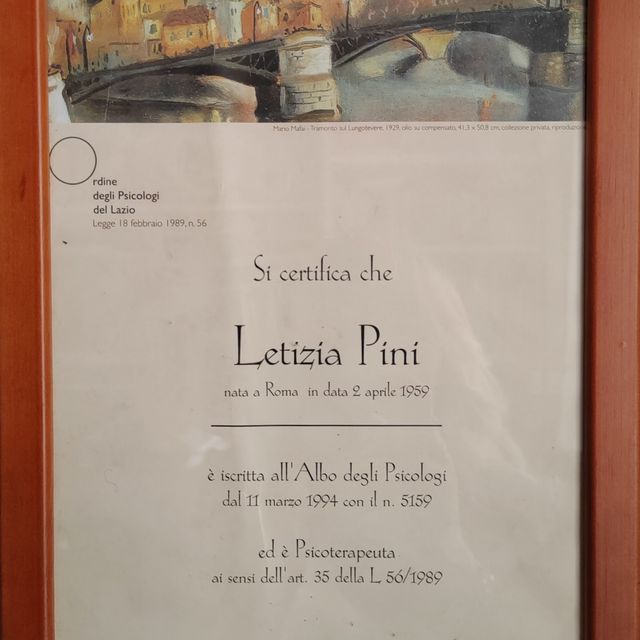 Mario Mafai - Tramonto sul Lungotevere, 1929, olio su compensato, 41,3 x 50,8 cm, collezione privata, riproduzione
Ordine
degli Psicologi
del Lazio
Legge 18 febbraio 1989, n. 56
Si certifica che
Letizia Pini
nata a Roma in data 2 aprile 1959
è iscritta all'Albo degli Psicologi
dal 11 marzo 1994 con il n. 5159
ed è Psicoterapeuta
ai sensi dell'art. 35 della L 56/1989